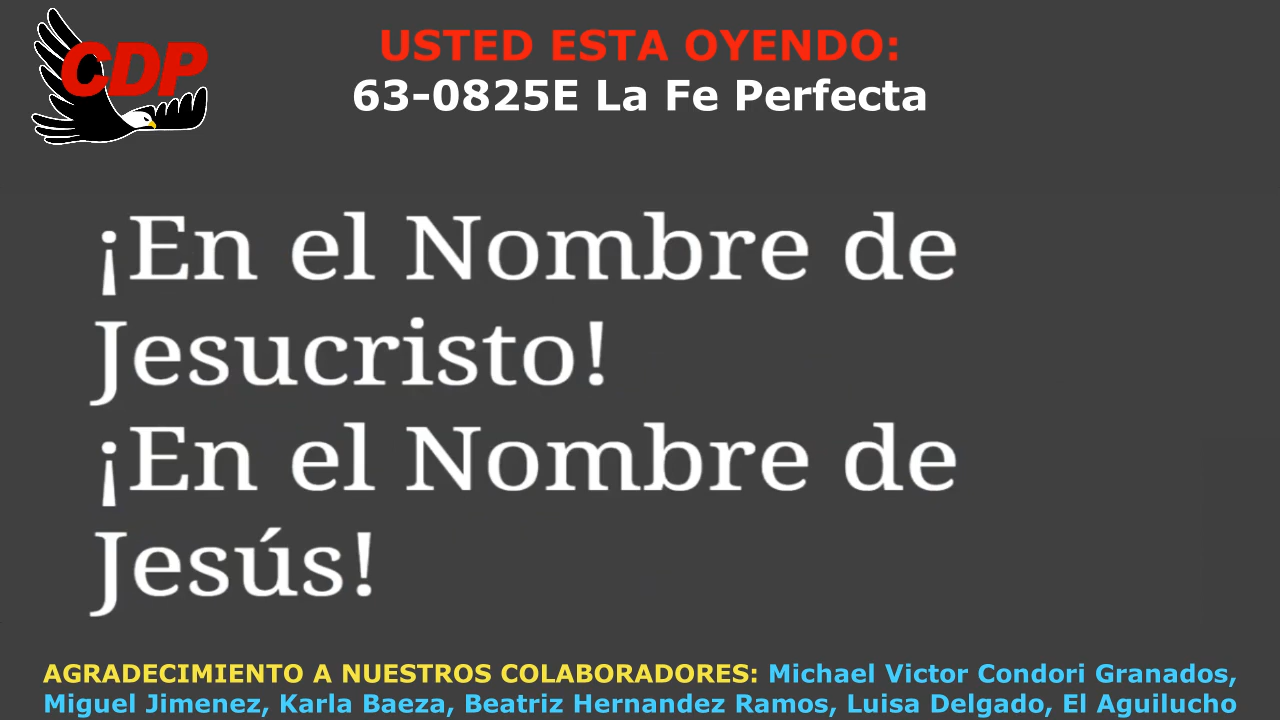 CDP
USTED ESTA OYENDO:
63-0825E La Fe Perfecta
¡En el Nombre de
Jesucristo!
¡En el Nombre de
Jesús!
AGRADECIMIENTO A NUESTROS COLABORADORES: Michael Victor Condori Granados,
Miguel Jimenez, Karla Baeza, Beatriz Hernandez Ramos, Luisa Delgado, El Aguilucho